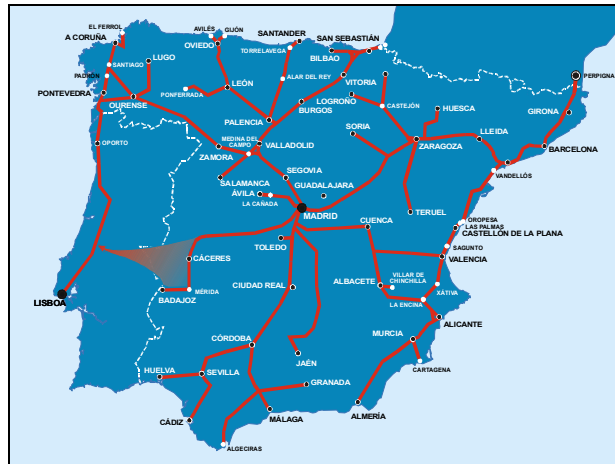 EL FERROL
A CORUÑA
AVILÉS
GIJÓN
SANTANDER
SAN SEBASTIÁN
OVIEDO
TORRELAVEGA
BILBAO
LUGO
SANTIAGO
PADRÓN
PONTEVEDRA
PONFERRADA
LEÓN
ALAR DEL REY
VITORIA
LOGROÑO
CASTEJÓN
PERPIGNA
OURENSE
BURGOS
HUESCA
GIRONA
PALENCIA
OPORTO
MEDINA DEL
CAMPO
VALLADOLID
SORIA
ZARAGOZA
LLEIDA
BARCELONA
ZAMORA
SEGOVIA
SALAMANCA
GUADALAJARA
VANDELLÓS
ÁVILA
LA CAÑADA
MADRID
TERUEL
OROPESA
LAS PALMAS
CASTELLÓN DE LA PLANA
CUENCA
TOLEDO
SAGUNTO
VALENCIA
CÁCERES
LISBOA
BADAJOZ
MÉRIDA
CIUDAD REAL
ALBACETE
VILLAR DE
CHINCHILLA
XÁTIVA
LA ENCINA
ALICANTE
MURCIA
CARTAGENA
CÓRDOBA
JAÉN
HUELVA
SEVILLA
GRANADA
CÁDIZ
MÁLAGA
ALMERÍA
ALGECIRAS